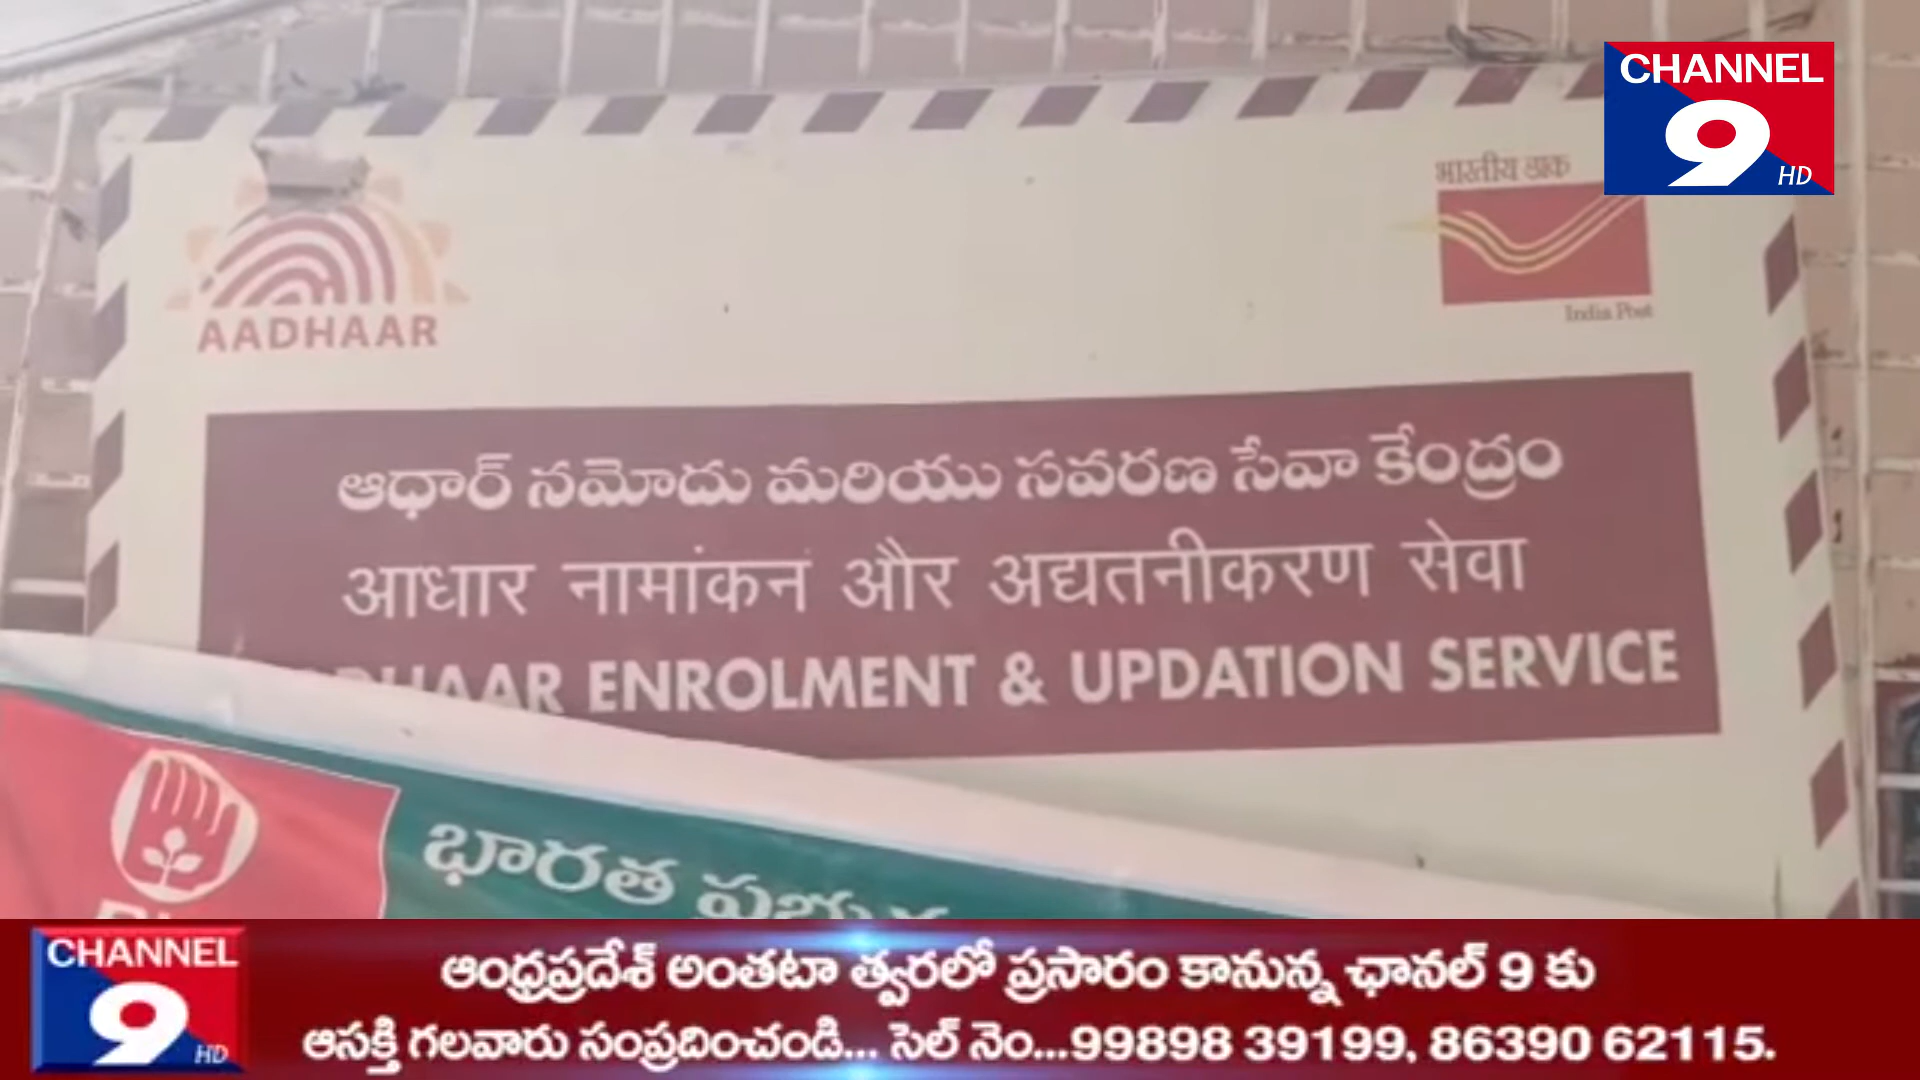 CHANNEL
9
HD
भारतीय डाक
AADHAAR
India Post
ఆధార్ నమోదు మరియు సవరణ సేవా కేంద్రం
आधार नामांकन और अद्यतनीकरण सेवा
AADHAAR ENROLMENT & UPDATION SERVICE
భారత
CHANNEL
9
HD
ఆంధ్రప్రదేశ్ అంతటా త్వరలో ప్రసారం కానున్న ఛానల్ 9 కు
ఆసక్తి గలవారు సంప్రదించండి... సెల్ నెం...99898 39199, 86390 62115.